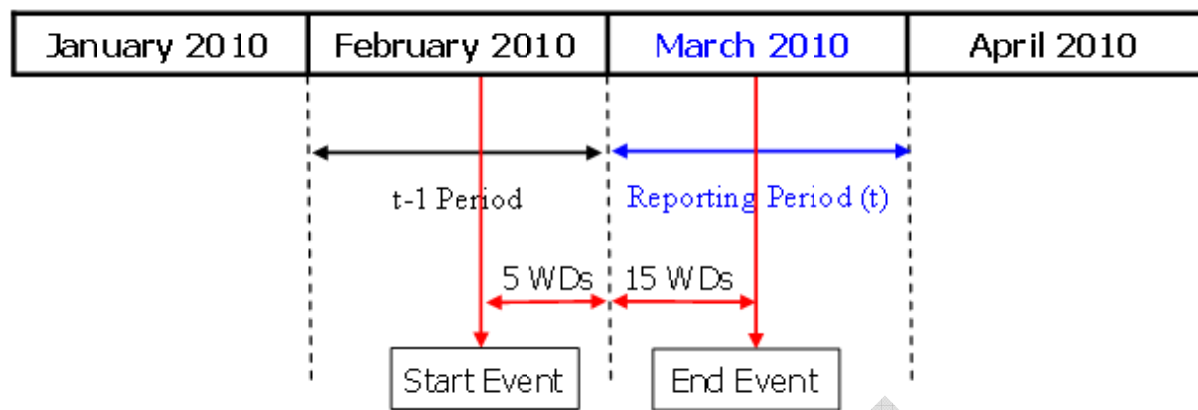 January 2010 February 2010 March 2010 April 2010
t-1 Period Reporting Period (t)
5 WDs 15 WDs
Start Event End Event